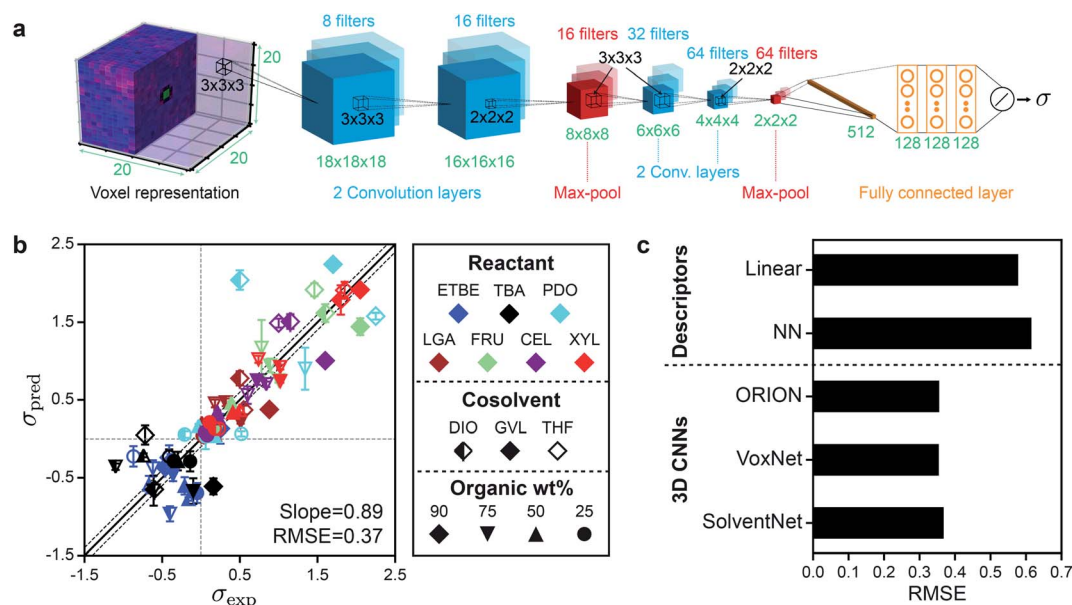 a
8 filters
16 filters
16 filters
32 filters
64 filters
64 filters
20
3x3x3
3x3x3
2x2x2
3x3x3
2x2x2
20
20
18x18x18
16x16x16
8x8x8
6x6x6
4x4x4
2x2x2
512
128
128
128
σ
Voxel representation
2 Convolution layers
Max-pool
2 Conv. layers
Max-pool
Fully connected layer
b
2.5
1.5
0.5
-0.5
-1.5
σpred
-1.5
-0.5
0.5
1.5
2.5
σexp
Slope=0.89
RMSE=0.37
Reactant
ETBE TBA PDO
LGA FRU CEL XYL
Cosolvent
DIO GVL THF
Organic wt%
90 75 50 25
c
Descriptors
Linear
NN
3D CNNs
ORION
VoxNet
SolventNet
0.0 0.1 0.2 0.3 0.4 0.5 0.6 0.7
RMSE